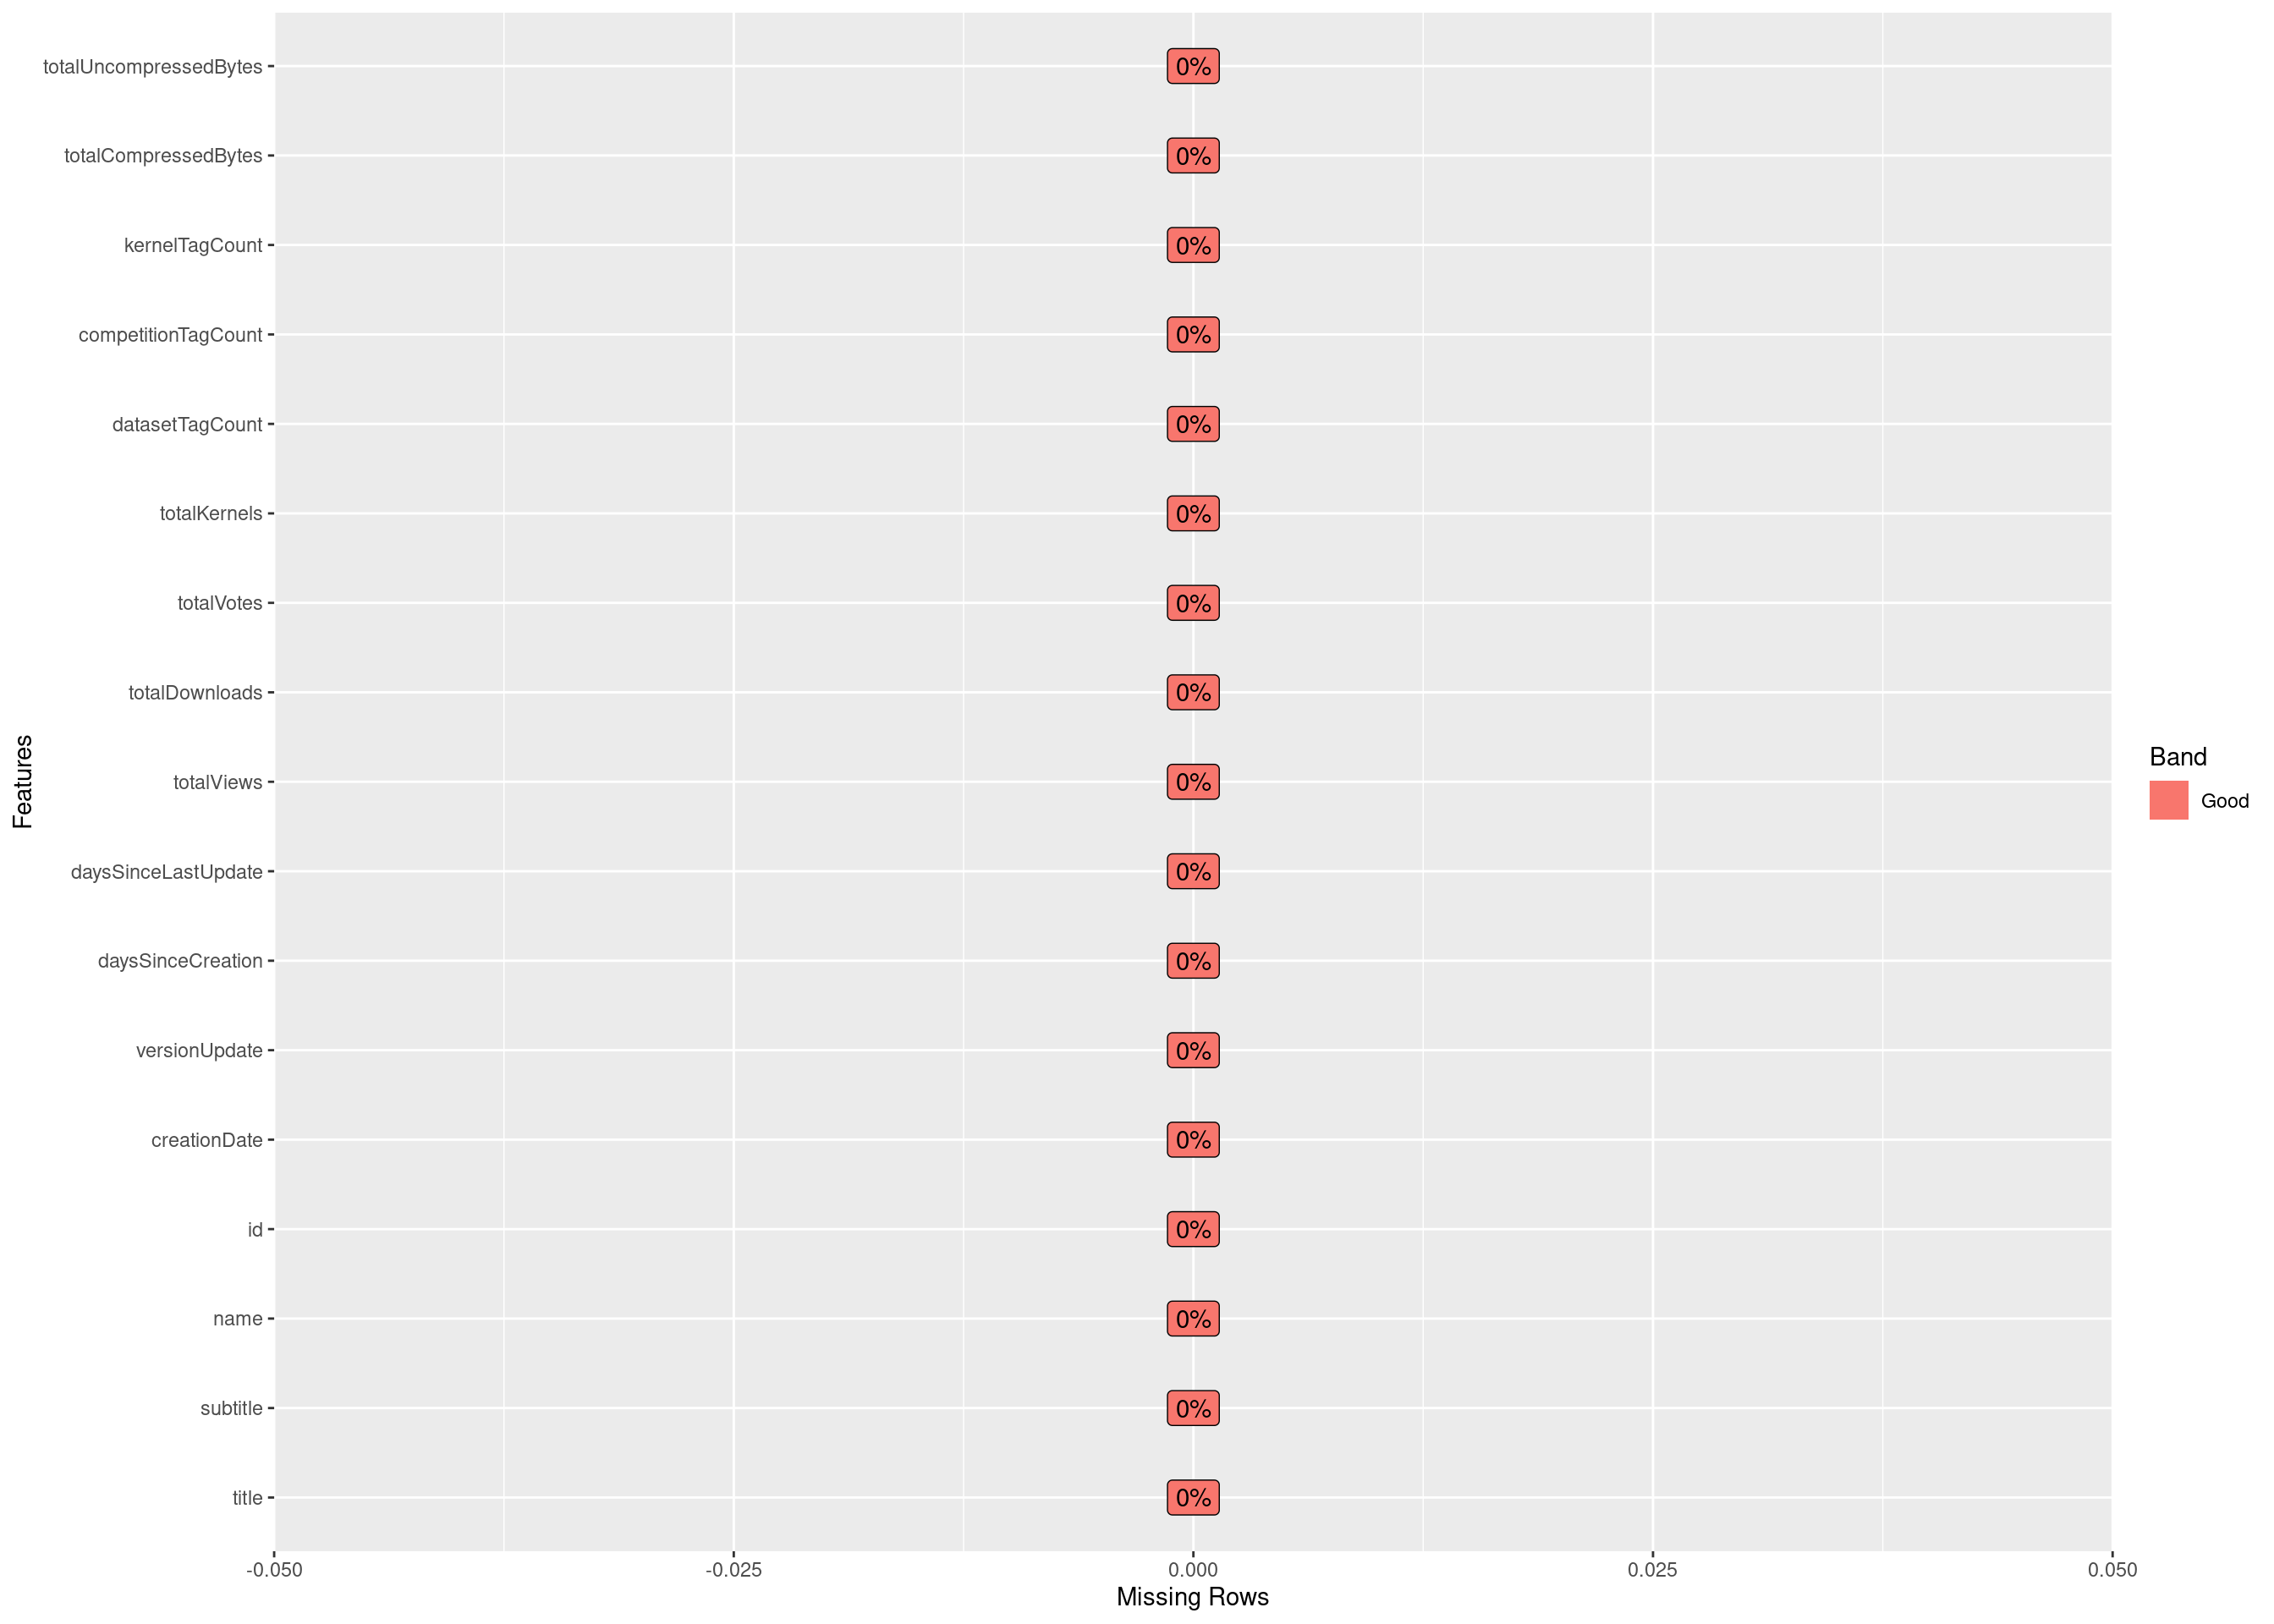 totalUncompressedBytes 0%
totalCompressedBytes 0%
kernelTagCount 0%
competitionTagCount 0%
datasetTagCount 0%
totalKernels 0%
totalVotes 0%
totalDownloads 0%
totalViews 0%
daysSinceLastUpdate 0%
daysSinceCreation 0%
versionUpdate 0%
creationDate 0%
id 0%
name 0%
subtitle 0%
title 0%
Features
-0.050 -0.025 0.000 0.025 0.050
Missing Rows
Band
Good